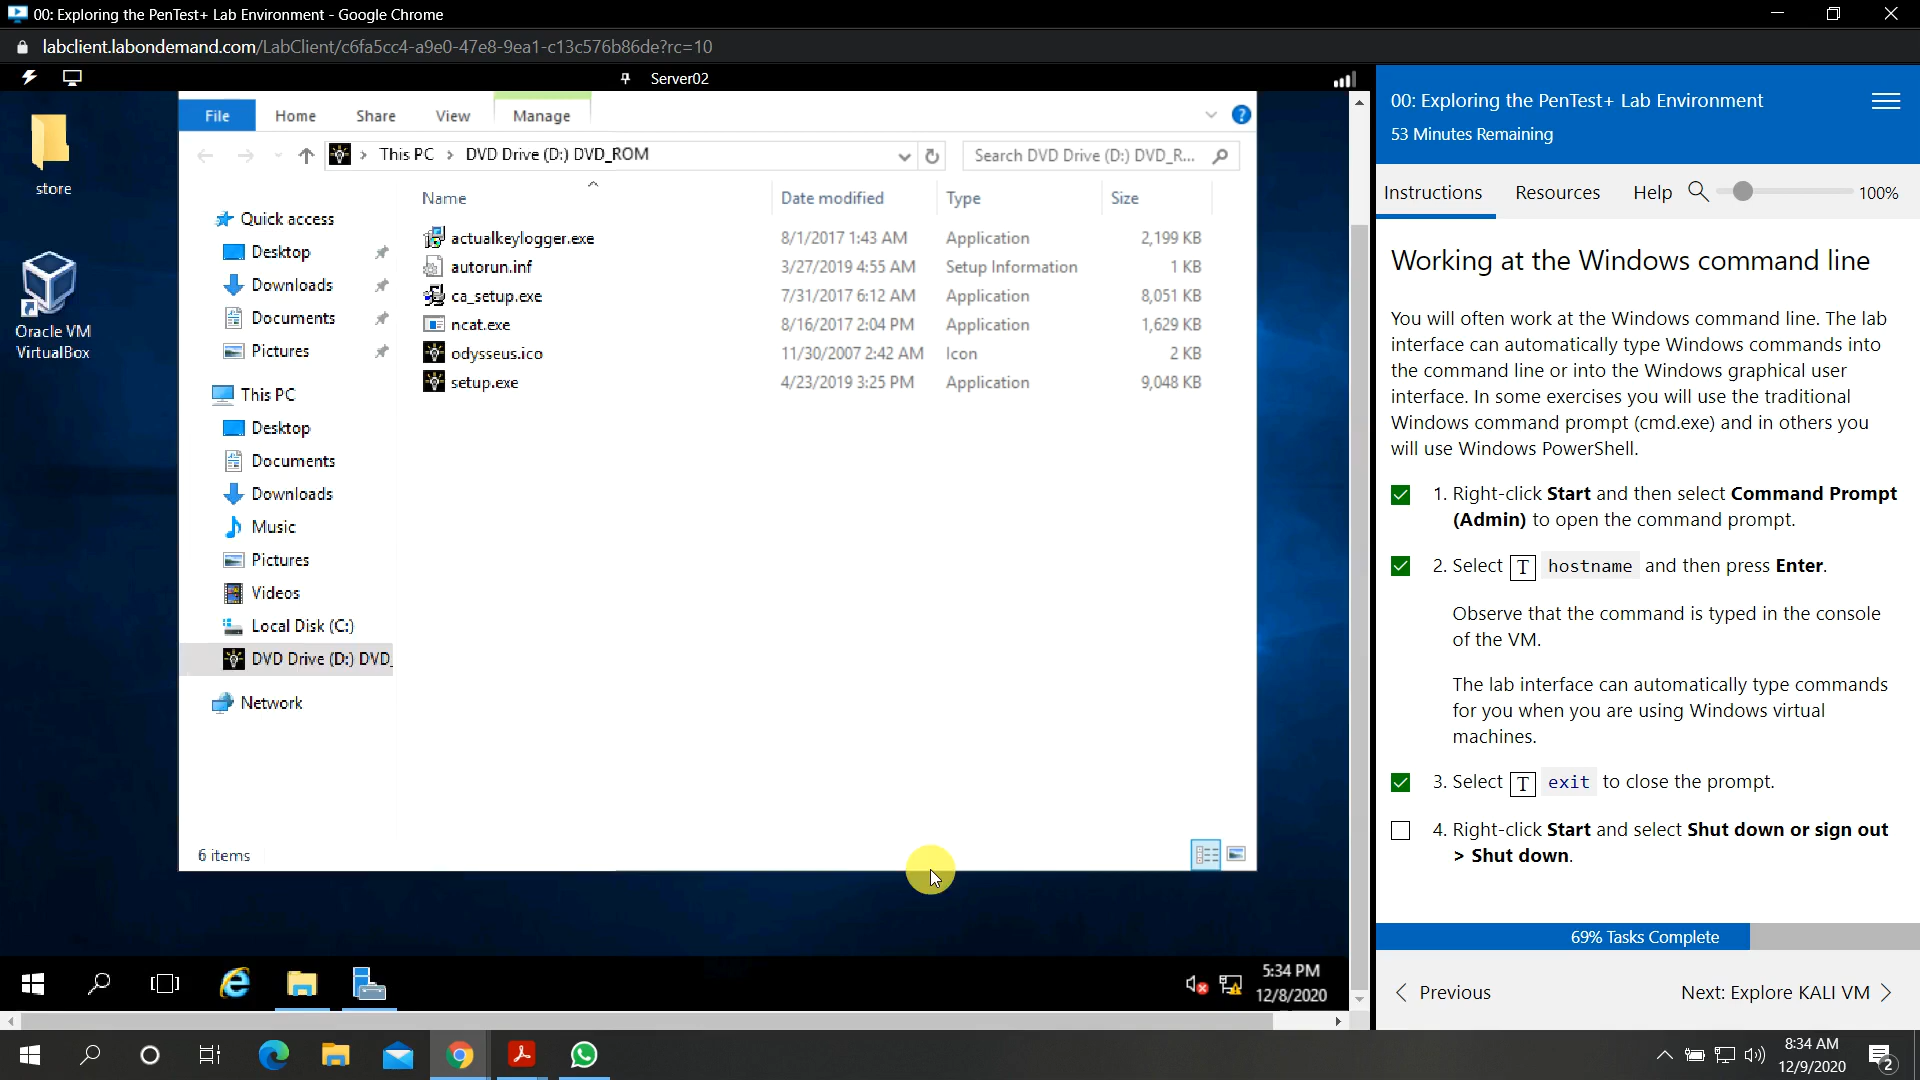 00: Exploring the PenTest+ Lab Environment - Google Chrome
labclient.labondemand.com/LabClient/c6fa5cc4-a9e0-47e8-9ea1-c13c576b86de?rc=10
Server02
store
Oracle VM
VirtualBox
File Home Share View Manage
This PC > DVD Drive (D:) DVD_ROM
Search DVD Drive (D:) DVD_R...
Quick access
Desktop
Downloads
Documents
Pictures
This PC
Desktop
Documents
Downloads
Music
Pictures
Videos
Local Disk (C:)
DVD Drive (D:) DVD_
Network
Name Date modified Type Size
actualkeylogger.exe 8/1/2017 1:43 AM Application 2,199 KB
autorun.inf 3/27/2019 4:55 AM Setup Information 1 KB
ca_setup.exe 7/31/2017 6:12 AM Application 8,051 KB
ncat.exe 8/16/2017 2:04 PM Application 1,629 KB
odysseus.ico 11/30/2007 2:42 AM Icon 2 KB
setup.exe 4/23/2019 3:25 PM Application 9,048 KB
6 items
5:34 PM
12/8/2020
00: Exploring the PenTest+ Lab Environment
53 Minutes Remaining
Instructions Resources Help 100%
Working at the Windows command line
You will often work at the Windows command line. The lab
interface can automatically type Windows commands into
the command line or into the Windows graphical user
interface. In some exercises you will use the traditional
Windows command prompt (cmd.exe) and in others you
will use Windows PowerShell.
1. Right-click Start and then select Command Prompt
(Admin) to open the command prompt.
2. Select T hostname and then press Enter.
Observe that the command is typed in the console
of the VM.
The lab interface can automatically type commands
for you when you are using Windows virtual
machines.
3. Select T exit to close the prompt.
4. Right-click Start and select Shut down or sign out
> Shut down.
69% Tasks Complete
Previous
Next: Explore KALI VM
8:34 AM
12/9/2020
2